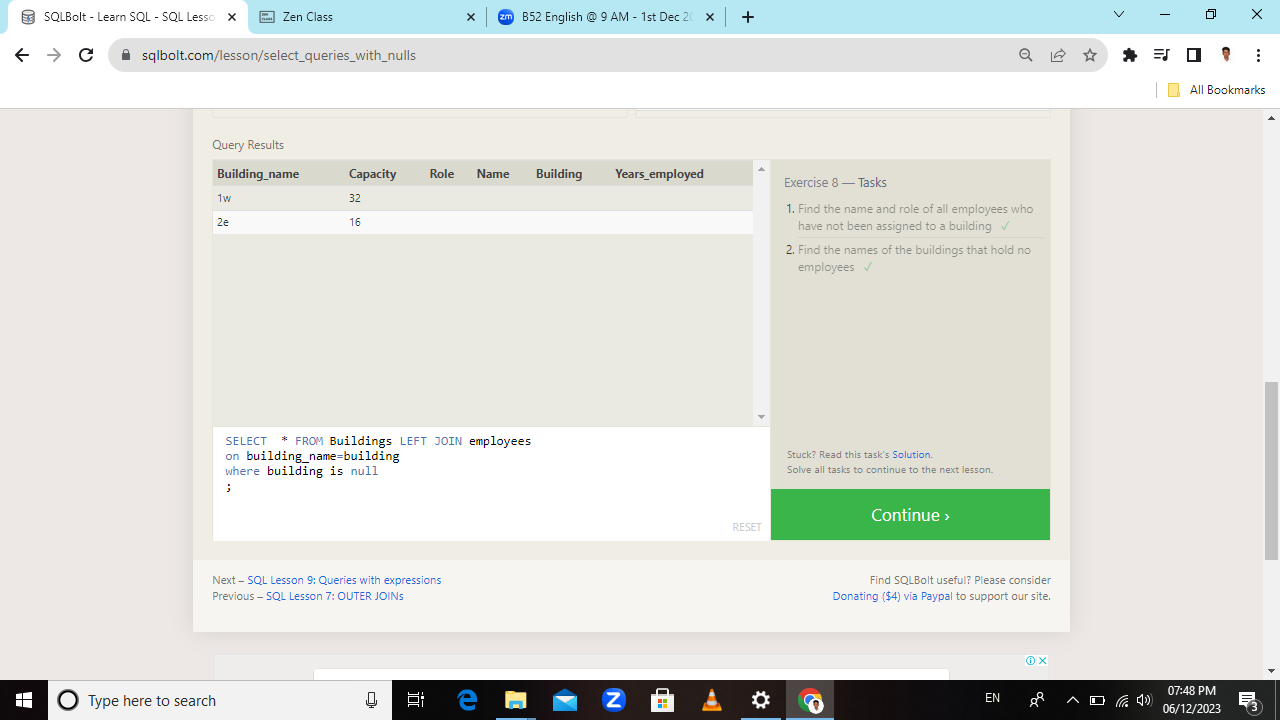 SQLBolt - Learn SQL - SQL Lesso
Zen Class
zm B52 English @ 9 AM - 1st Dec 20
sqlbolt.com/lesson/select_queries_with_nulls
All Bookmarks
Query Results
Building_name Capacity Role Name Building Years_employed
1w 32
2e 16
Exercise 8 — Tasks
1. Find the name and role of all employees who
have not been assigned to a building ✓
2. Find the names of the buildings that hold no
employees ✓
SELECT  * FROM Buildings LEFT JOIN employees
on building_name=building
where building is null
;
RESET
Stuck? Read this task's Solution.
Solve all tasks to continue to the next lesson.
Continue ›
Next – SQL Lesson 9: Queries with expressions
Previous – SQL Lesson 7: OUTER JOINs
Find SQLBolt useful? Please consider
Donating ($4) via Paypal to support our site.
Type here to search
EN
07:48 PM
06/12/2023
3